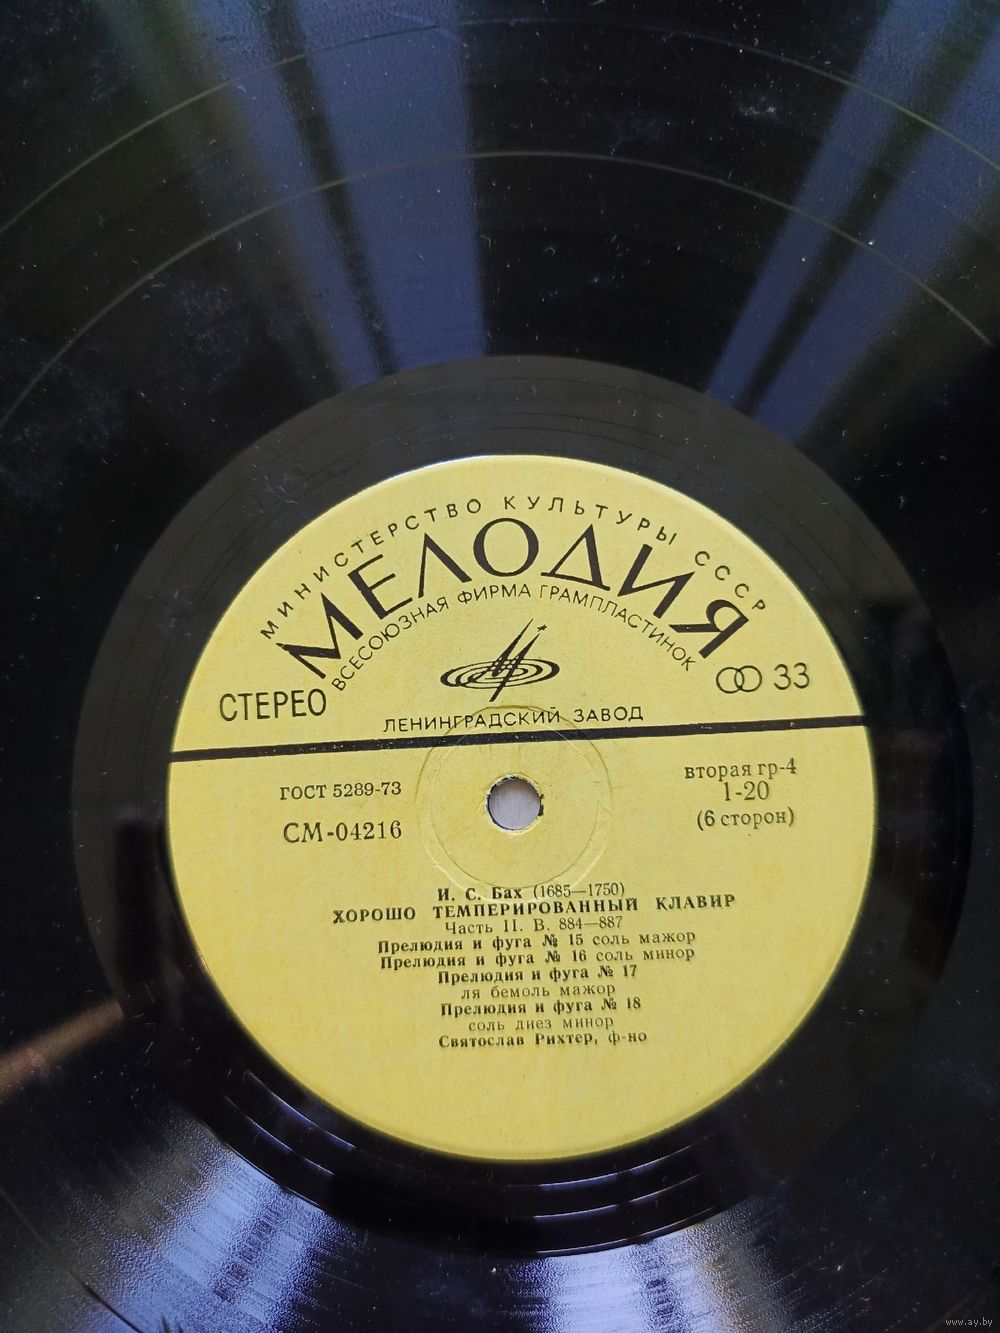 МИНИСТЕРСТВО КУЛЬТУРЫ СССР
МЕЛОДИЯ
ВСЕСОЮЗНАЯ ФИРМА ГРАМПЛАСТИНОК
СТЕРЕО
33
ЛЕНИНГРАДСКИЙ ЗАВОД
ГОСТ 5289-73
СМ-04216
вторая гр-4
1-20
(6 сторон)
И. С. Бах (1685—1750)
ХОРОШО ТЕМПЕРИРОВАННЫЙ КЛАВИР
Часть II. В. 884—887
Прелюдия и фуга № 15 соль мажор
Прелюдия и фуга № 16 соль минор
Прелюдия и фуга № 17
ля бемоль мажор
Прелюдия и фуга № 18
соль диез минор
Святослав Рихтер, ф-но
www.ay.by